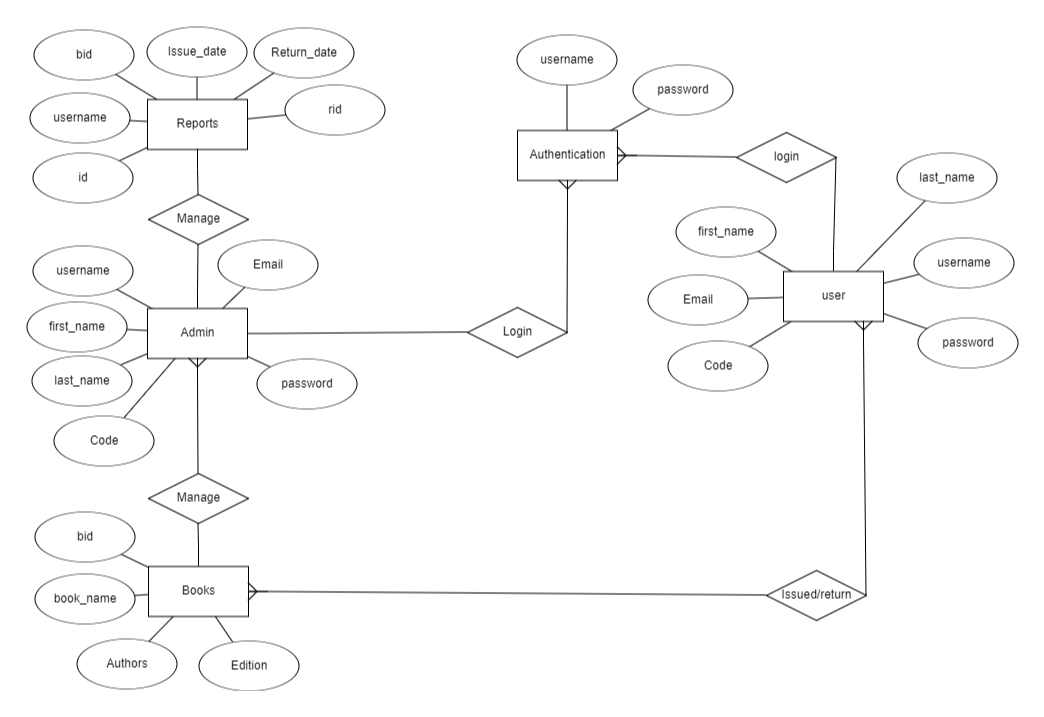 bid
Issue_date
Return_date
username
Reports
rid
id
Manage
username
Email
first_name
Admin
last_name
password
Code
Manage
bid
book_name
Books
Authors
Edition
username
password
Authentication
login
last_name
first_name
username
Email
user
Code
password
Login
Issued/return